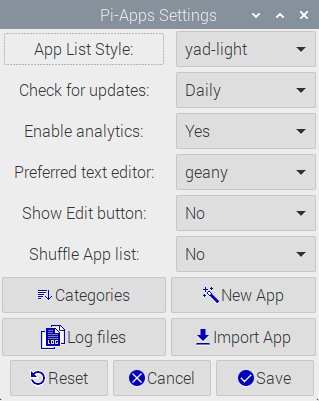 Pi-Apps Settings
App List Style: yad-light
Check for updates: Daily
Enable analytics: Yes
Preferred text editor: geany
Show Edit button: No
Shuffle App list: No
Categories New App
LOG Log files Import App
Reset Cancel Save